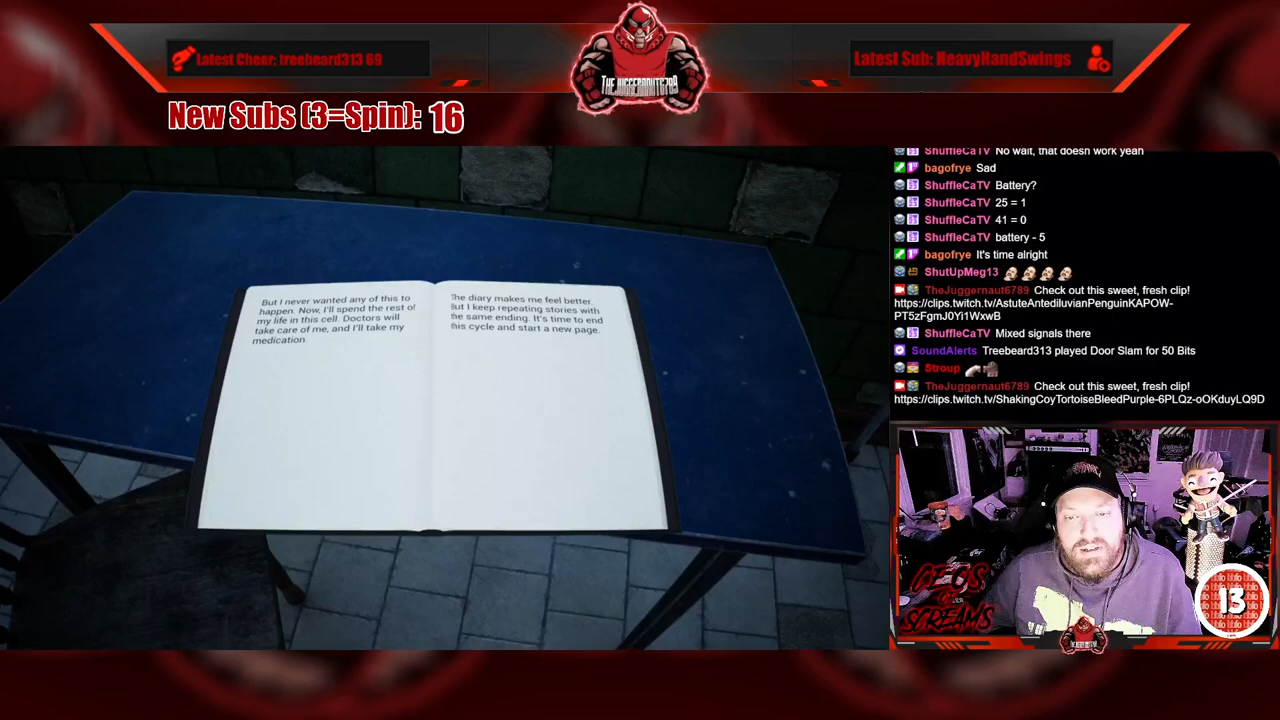 Latest Cheer: treebeard313 69
THEJUGGERNAUT6789
Latest Sub: NeavyHandSwings
New Subs (3=Spin): 16
But I never wanted any of this to
happen. Now, I'll spend the rest of
my life in this cell. Doctors will
take care of me, and I'll take my
medication.
The diary makes me feel better.
But I keep repeating stories with
the same ending. It's time to end
this cycle and start a new page.
ShuffleCaTV No wait, that doesn work yeah
bagofrye Sad
ShuffleCaTV Battery?
ShuffleCaTV 25 = 1
ShuffleCaTV 41 = 0
ShuffleCaTV battery - 5
bagofrye It's time alright
ShutUpMeg13
TheJuggernaut6789 Check out this sweet, fresh clip!
https://clips.twitch.tv/AstuteAntediluvianPenguinKAPOW-
PT5zFgmJ0Yi1WxwB
ShuffleCaTV Mixed signals there
SoundAlerts Treebeard313 played Door Slam for 50 Bits
Stroup
TheJuggernaut6789 Check out this sweet, fresh clip!
https://clips.twitch.tv/ShakingCoyTortoiseBleedPurple-6PLQz-oOKduyLQ9D
OF
SCREAMS
13